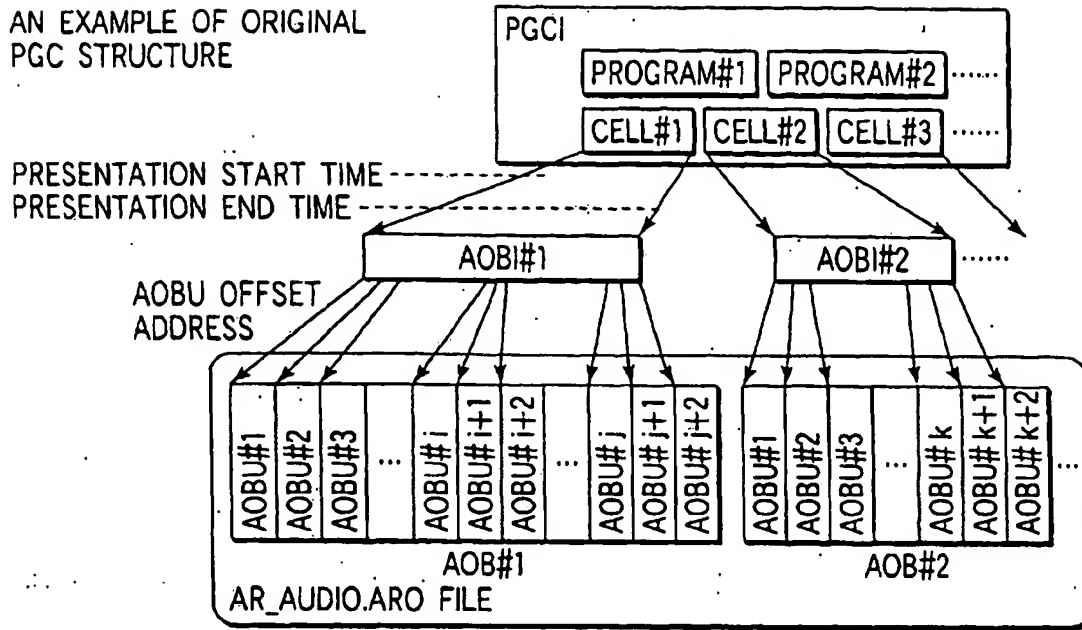 AN EXAMPLE OF ORIGINAL
PGC STRUCTURE
PGCI
PROGRAM#1 PROGRAM#2 ......
CELL#1 CELL#2 CELL#3 ......
PRESENTATION START TIME
PRESENTATION END TIME
AOBI#1 AOBI#2 ......
AOBU OFFSET
ADDRESS
AOBU#1 AOBU#2 AOBU#3 ... AOBU#i AOBU#i+1 AOBU#i+2 ... AOBU#j AOBU#j+1 AOBU#j+2 AOBU#1 AOBU#2 AOBU#3 ... AOBU#k AOBU#k+1 AOBU#k+2 ...
AOB#1 AOB#2
AR_AUDIO.ARO FILE